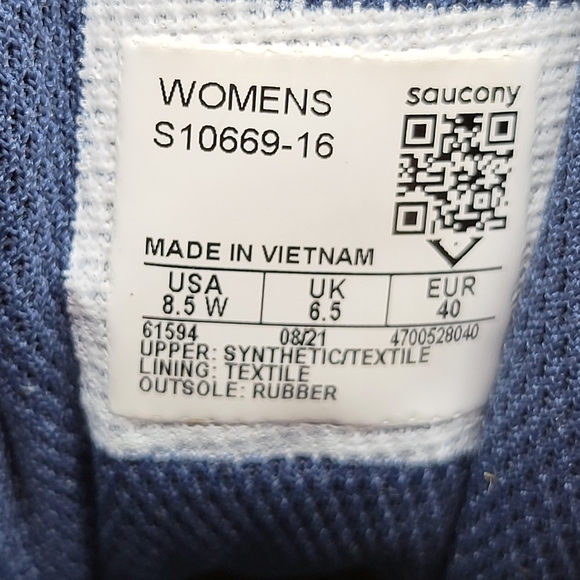 WOMENS
S10669-16
saucony
MADE IN VIETNAM
USA UK EUR
8.5 W 6.5 40
61594 08/21 4700528040
UPPER: SYNTHETIC/TEXTILE
LINING: TEXTILE
OUTSOLE: RUBBER